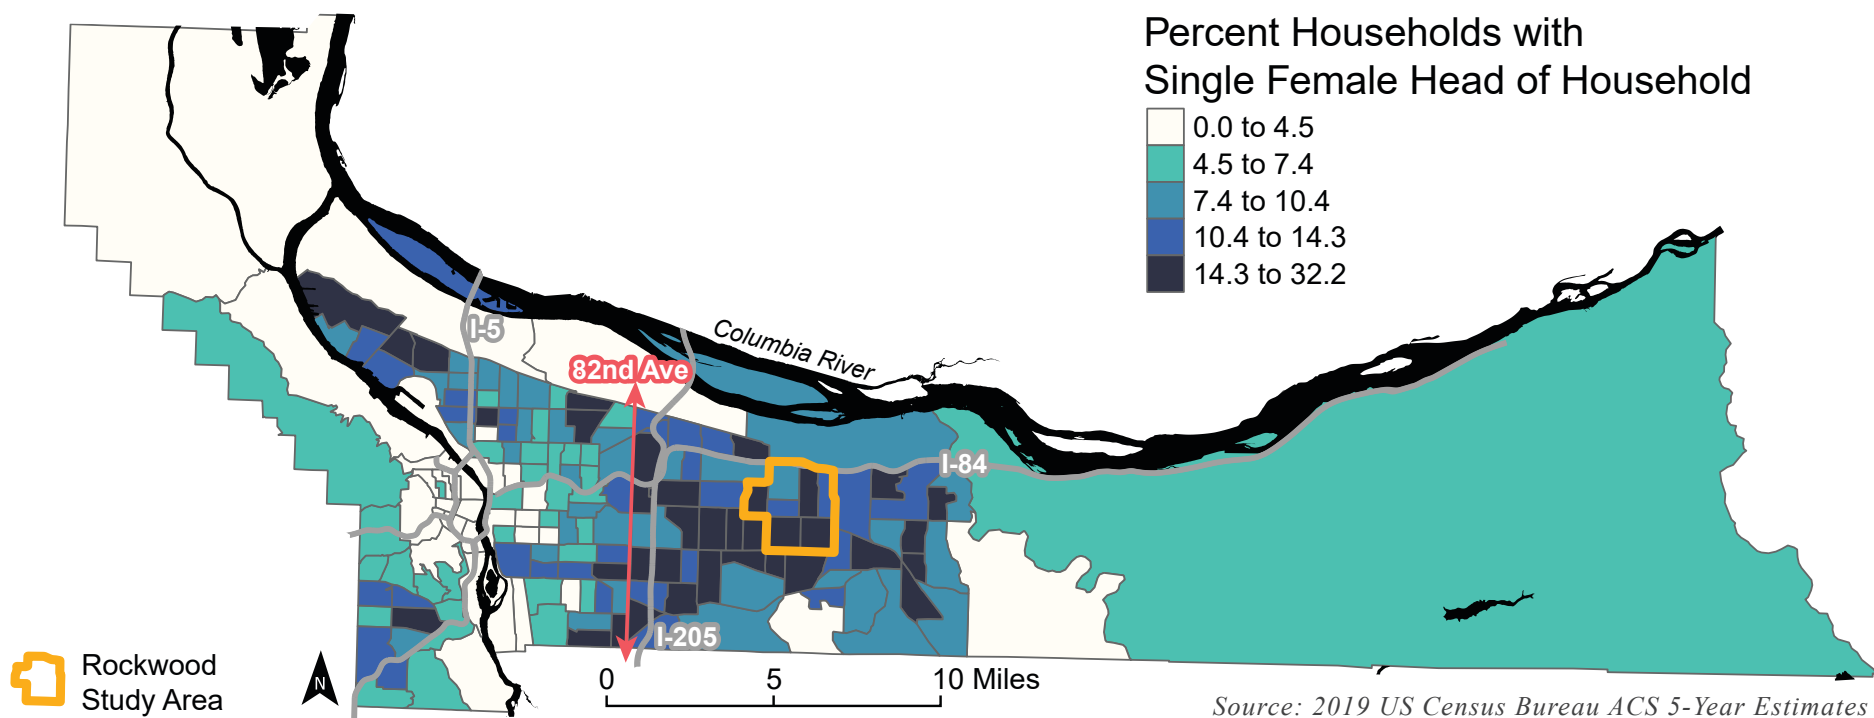 Percent Households with
Single Female Head of Household
0.0 to 4.5
4.5 to 7.4
7.4 to 10.4
10.4 to 14.3
14.3 to 32.2
I-5
Columbia River
82nd Ave
I-84
I-205
Rockwood
Study Area
N
0 5 10 Miles
Source: 2019 US Census Bureau ACS 5-Year Estimates